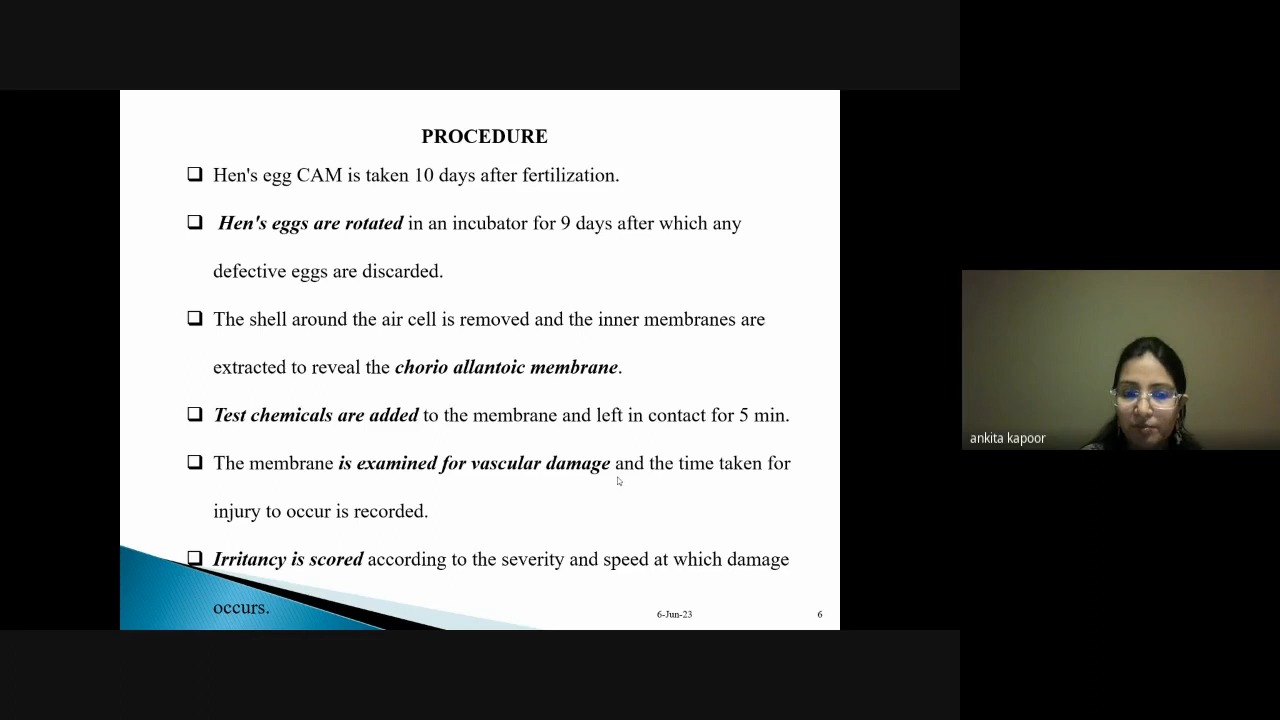 PROCEDURE
❑ Hen's egg CAM is taken 10 days after fertilization.
❑ Hen's eggs are rotated in an incubator for 9 days after which any
defective eggs are discarded.
❑ The shell around the air cell is removed and the inner membranes are
extracted to reveal the chorio allantoic membrane.
❑ Test chemicals are added to the membrane and left in contact for 5 min.
❑ The membrane is examined for vascular damage and the time taken for
injury to occur is recorded.
❑ Irritancy is scored according to the severity and speed at which damage
occurs.
6-Jun-23
6
ankita kapoor